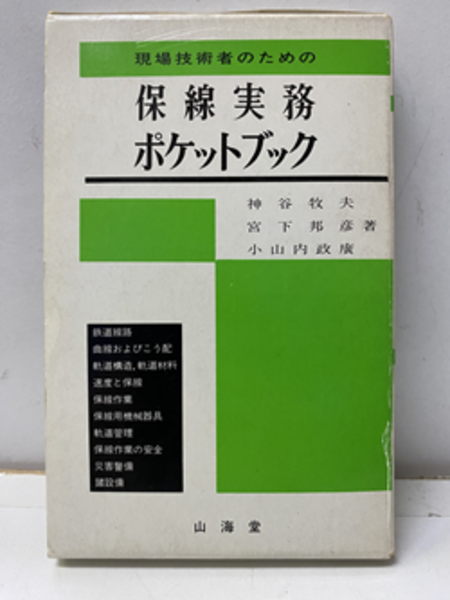 現場技術者のための
保線実務
ポケットブック
神谷牧夫
宮下邦彦著
小山内政廣
鉄道線路
曲線およびこう配
軌道構造,軌道材料
速度と保線
保線作業
保線用機械器具
軌道管理
保線作業の安全
災害警備
諸設備
山海堂